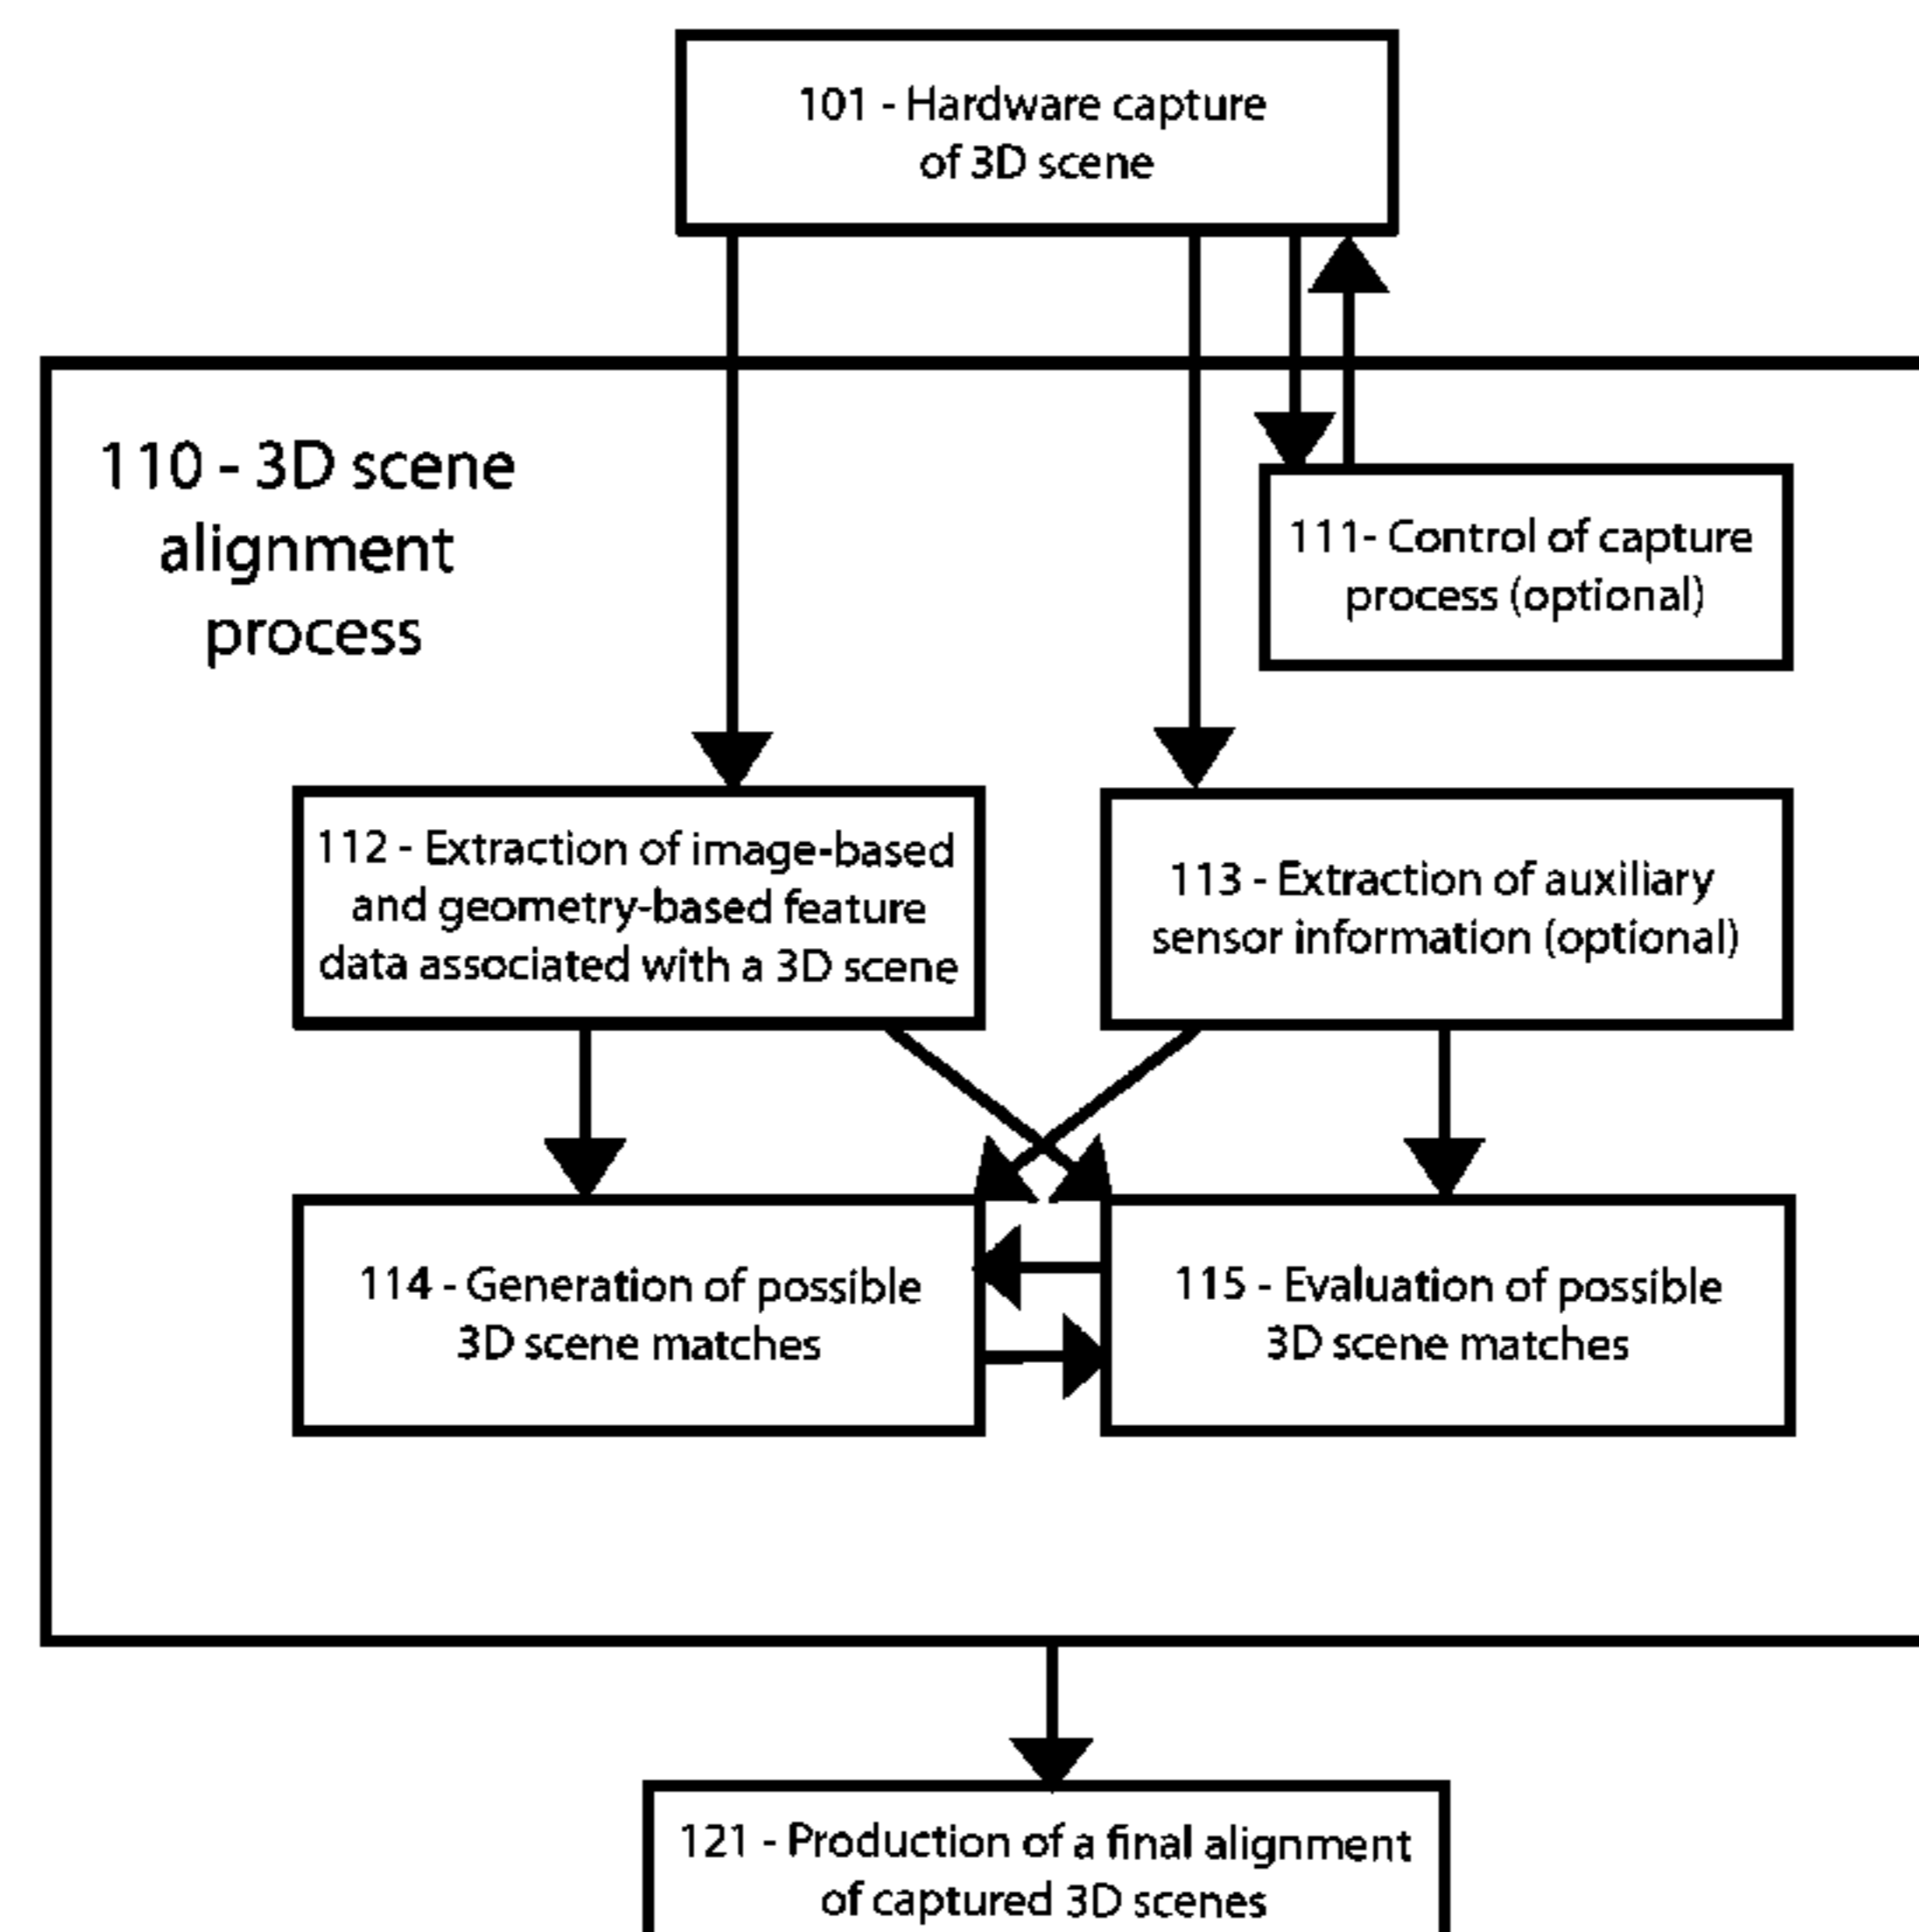 101 - Hardware capture
of 3D scene
110 - 3D scene
alignment
process
111- Control of capture
process (optional)
112 - Extraction of image-based
and geometry-based feature
data associated with a 3D scene
113 - Extraction of auxiliary
sensor information (optional)
114 - Generation of possible
3D scene matches
115 - Evaluation of possible
3D scene matches
121 - Production of a final alignment
of captured 3D scenes